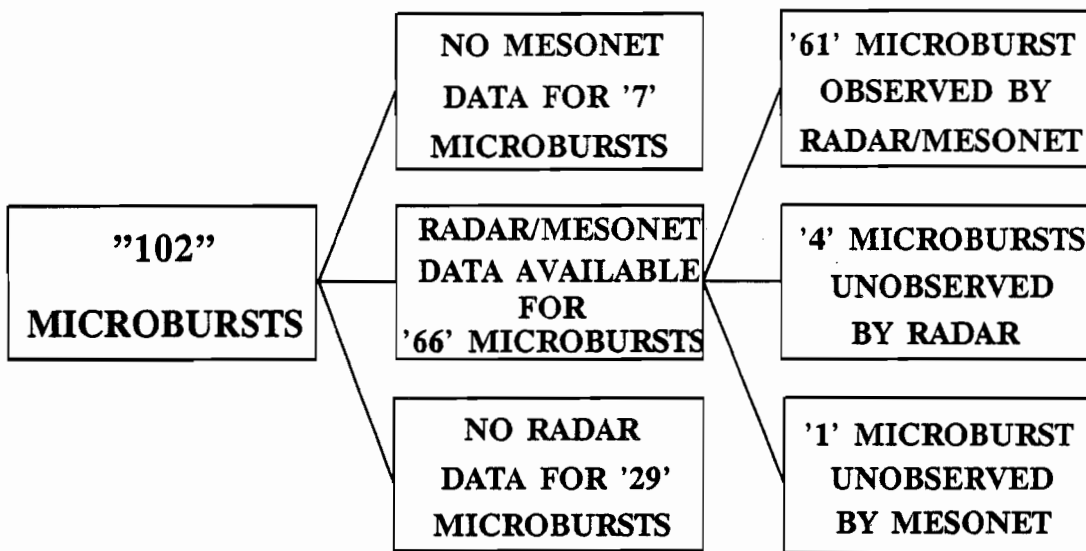 "102"
MICROBURSTS
NO MESONET
DATA FOR '7'
MICROBURSTS
RADAR/MESONET
DATA AVAILABLE
FOR
'66' MICROBURSTS
NO RADAR
DATA FOR '29'
MICROBURSTS
'61' MICROBURST
OBSERVED BY
RADAR/MESONET
'4' MICROBURSTS
UNOBSERVED
BY RADAR
'1' MICROBURST
UNOBSERVED
BY MESONET